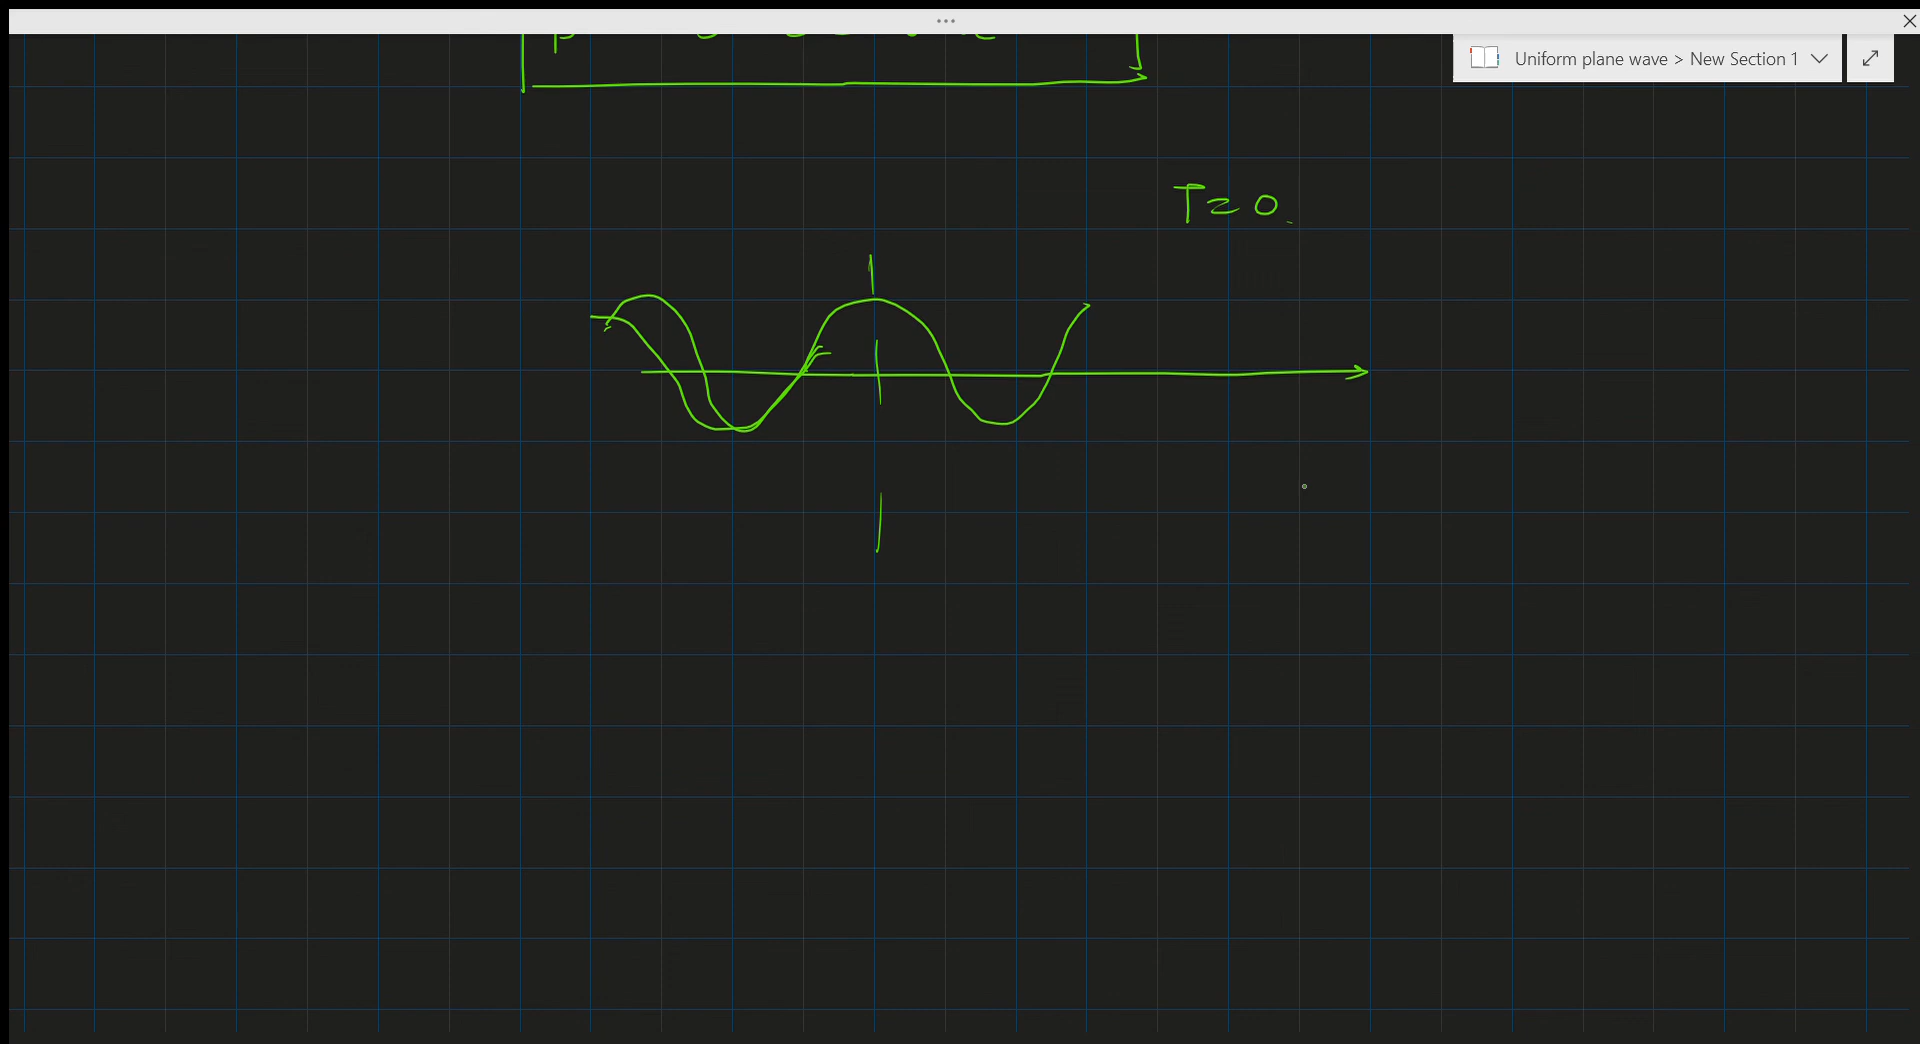 Uniform plane wave > New Section 1
T = 0